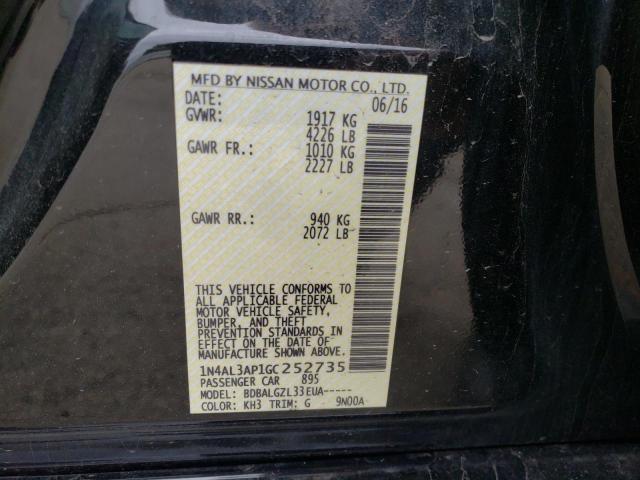 MFD BY NISSAN MOTOR CO., LTD.
DATE: 06/16
GVWR: 1917 KG
4226 LB
GAWR FR.: 1010 KG
2227 LB
GAWR RR.: 940 KG
2072 LB
THIS VEHICLE CONFORMS TO
ALL APPLICABLE FEDERAL
MOTOR VEHICLE SAFETY,
BUMPER, AND THEFT
PREVENTION STANDARDS IN
EFFECT ON THE DATE OF
MANUFACTURE SHOWN ABOVE.
1N4AL3AP1GC252735
PASSENGER CAR 895
MODEL: BDBALGZL33EUA-----
COLOR: KH3 TRIM: G 9N00A